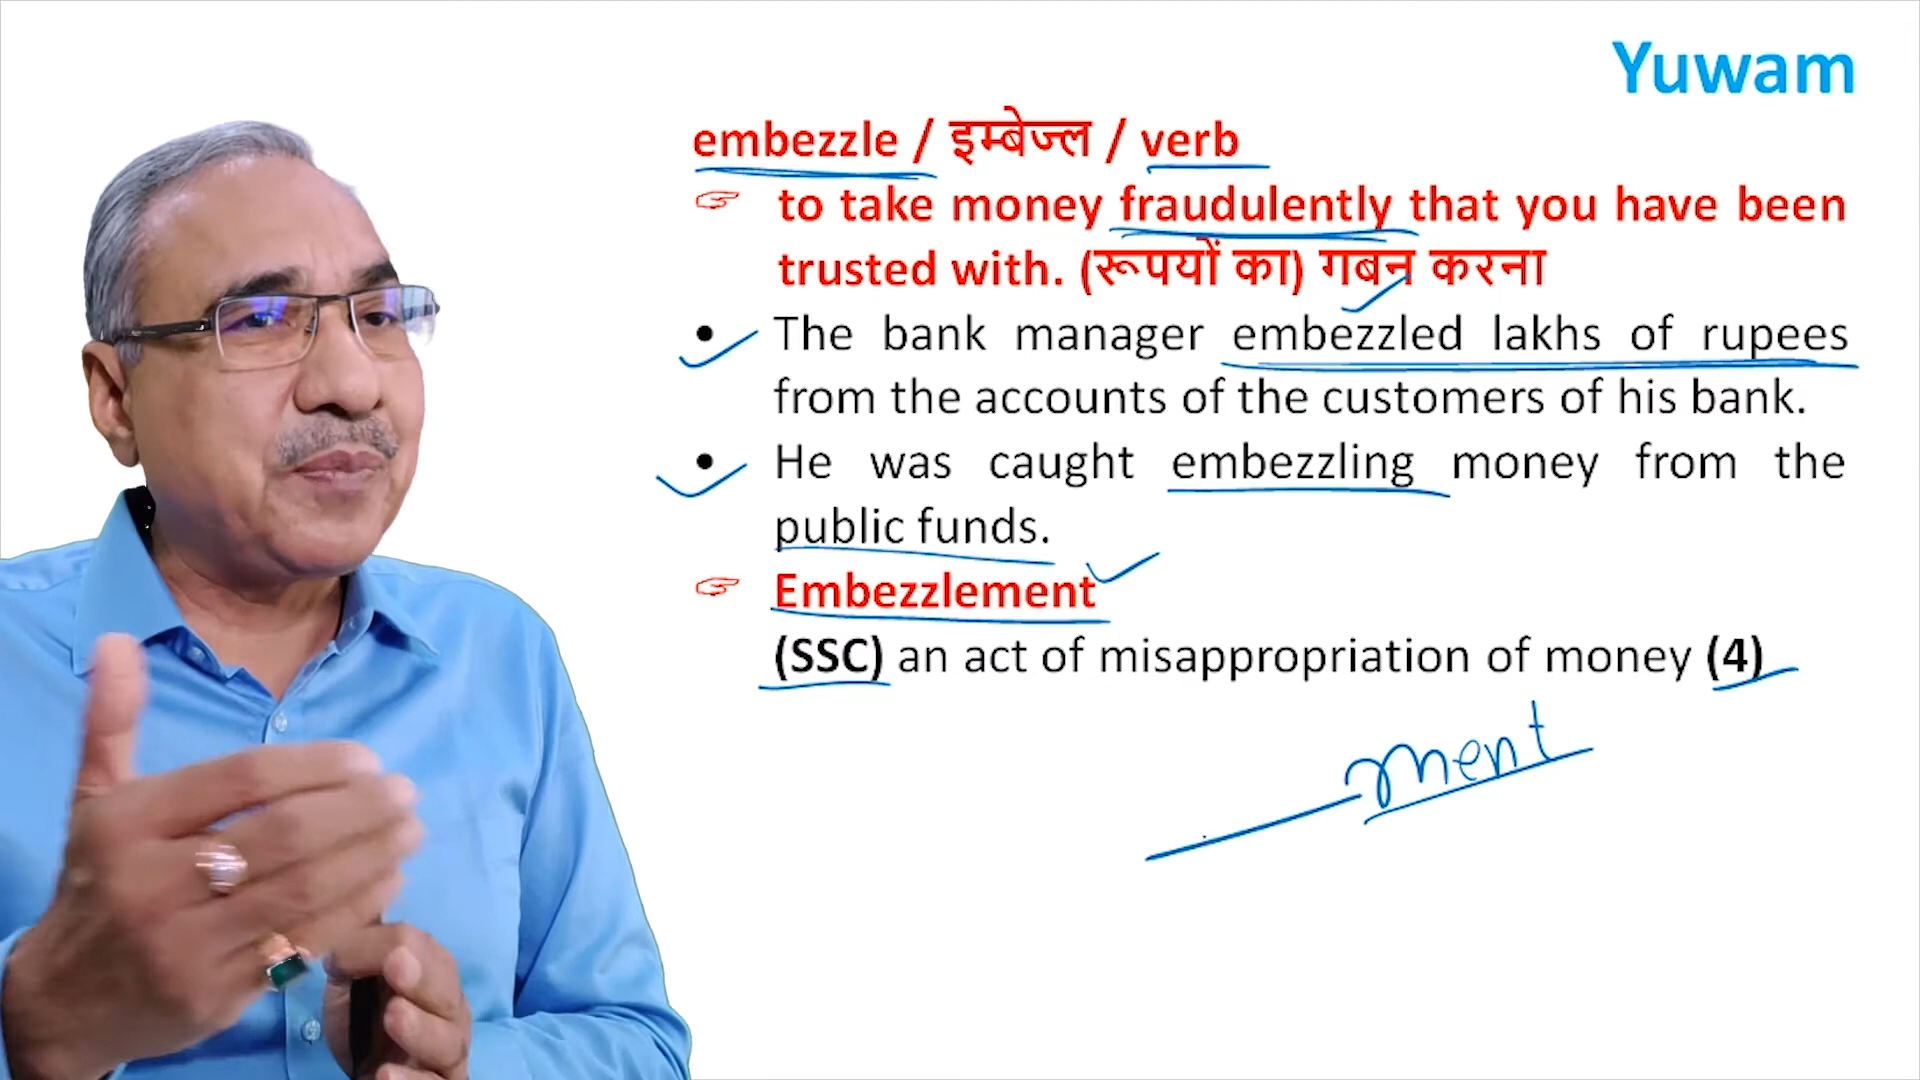 Yuwam
embezzle / इम्बेज्ल / verb
☞ to take money fraudulently that you have been
trusted with. (रूपयों का) गबन करना
• The bank manager embezzled lakhs of rupees
from the accounts of the customers of his bank.
• He was caught embezzling money from the
public funds.
☞ Embezzlement
(SSC) an act of misappropriation of money (4)
ment